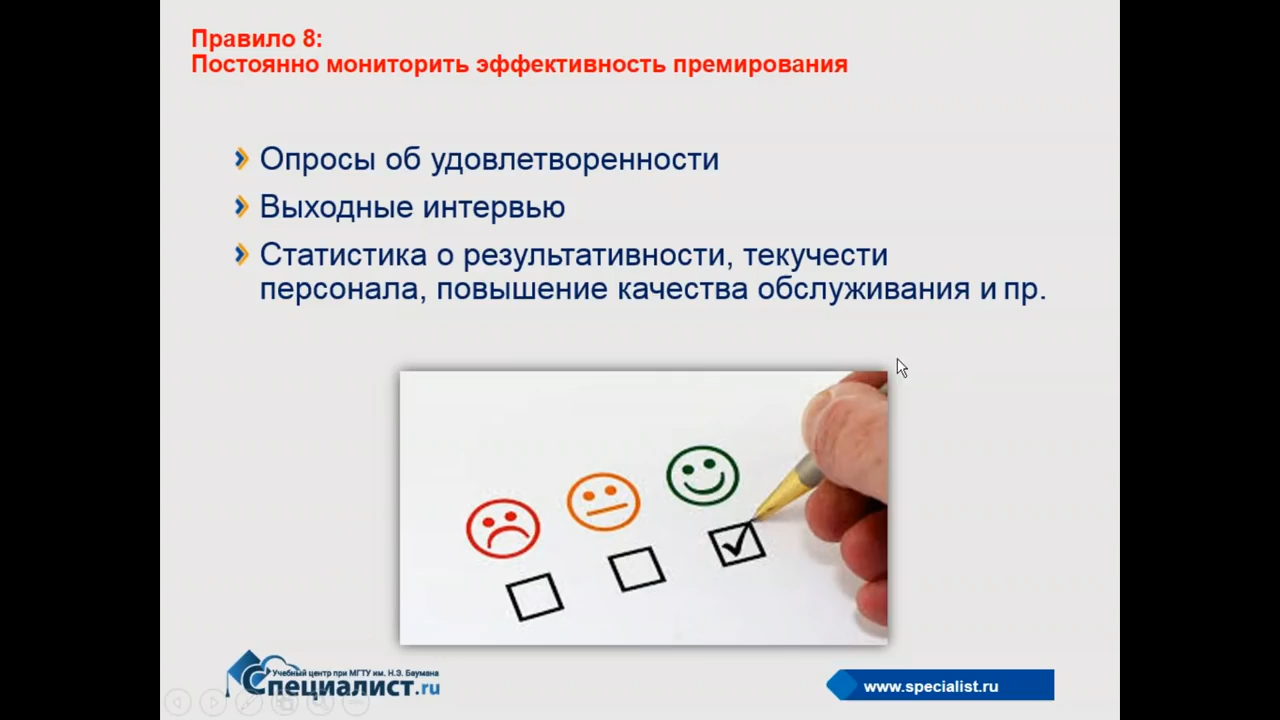 Правило 8:
Постоянно мониторить эффективность премирования
Опросы об удовлетворенности
Выходные интервью
Статистика о результативности, текучести
персонала, повышение качества обслуживания и пр.
Учебный центр при МГТУ им. Н.Э. Баумана
Специалист.ru
www.specialist.ru